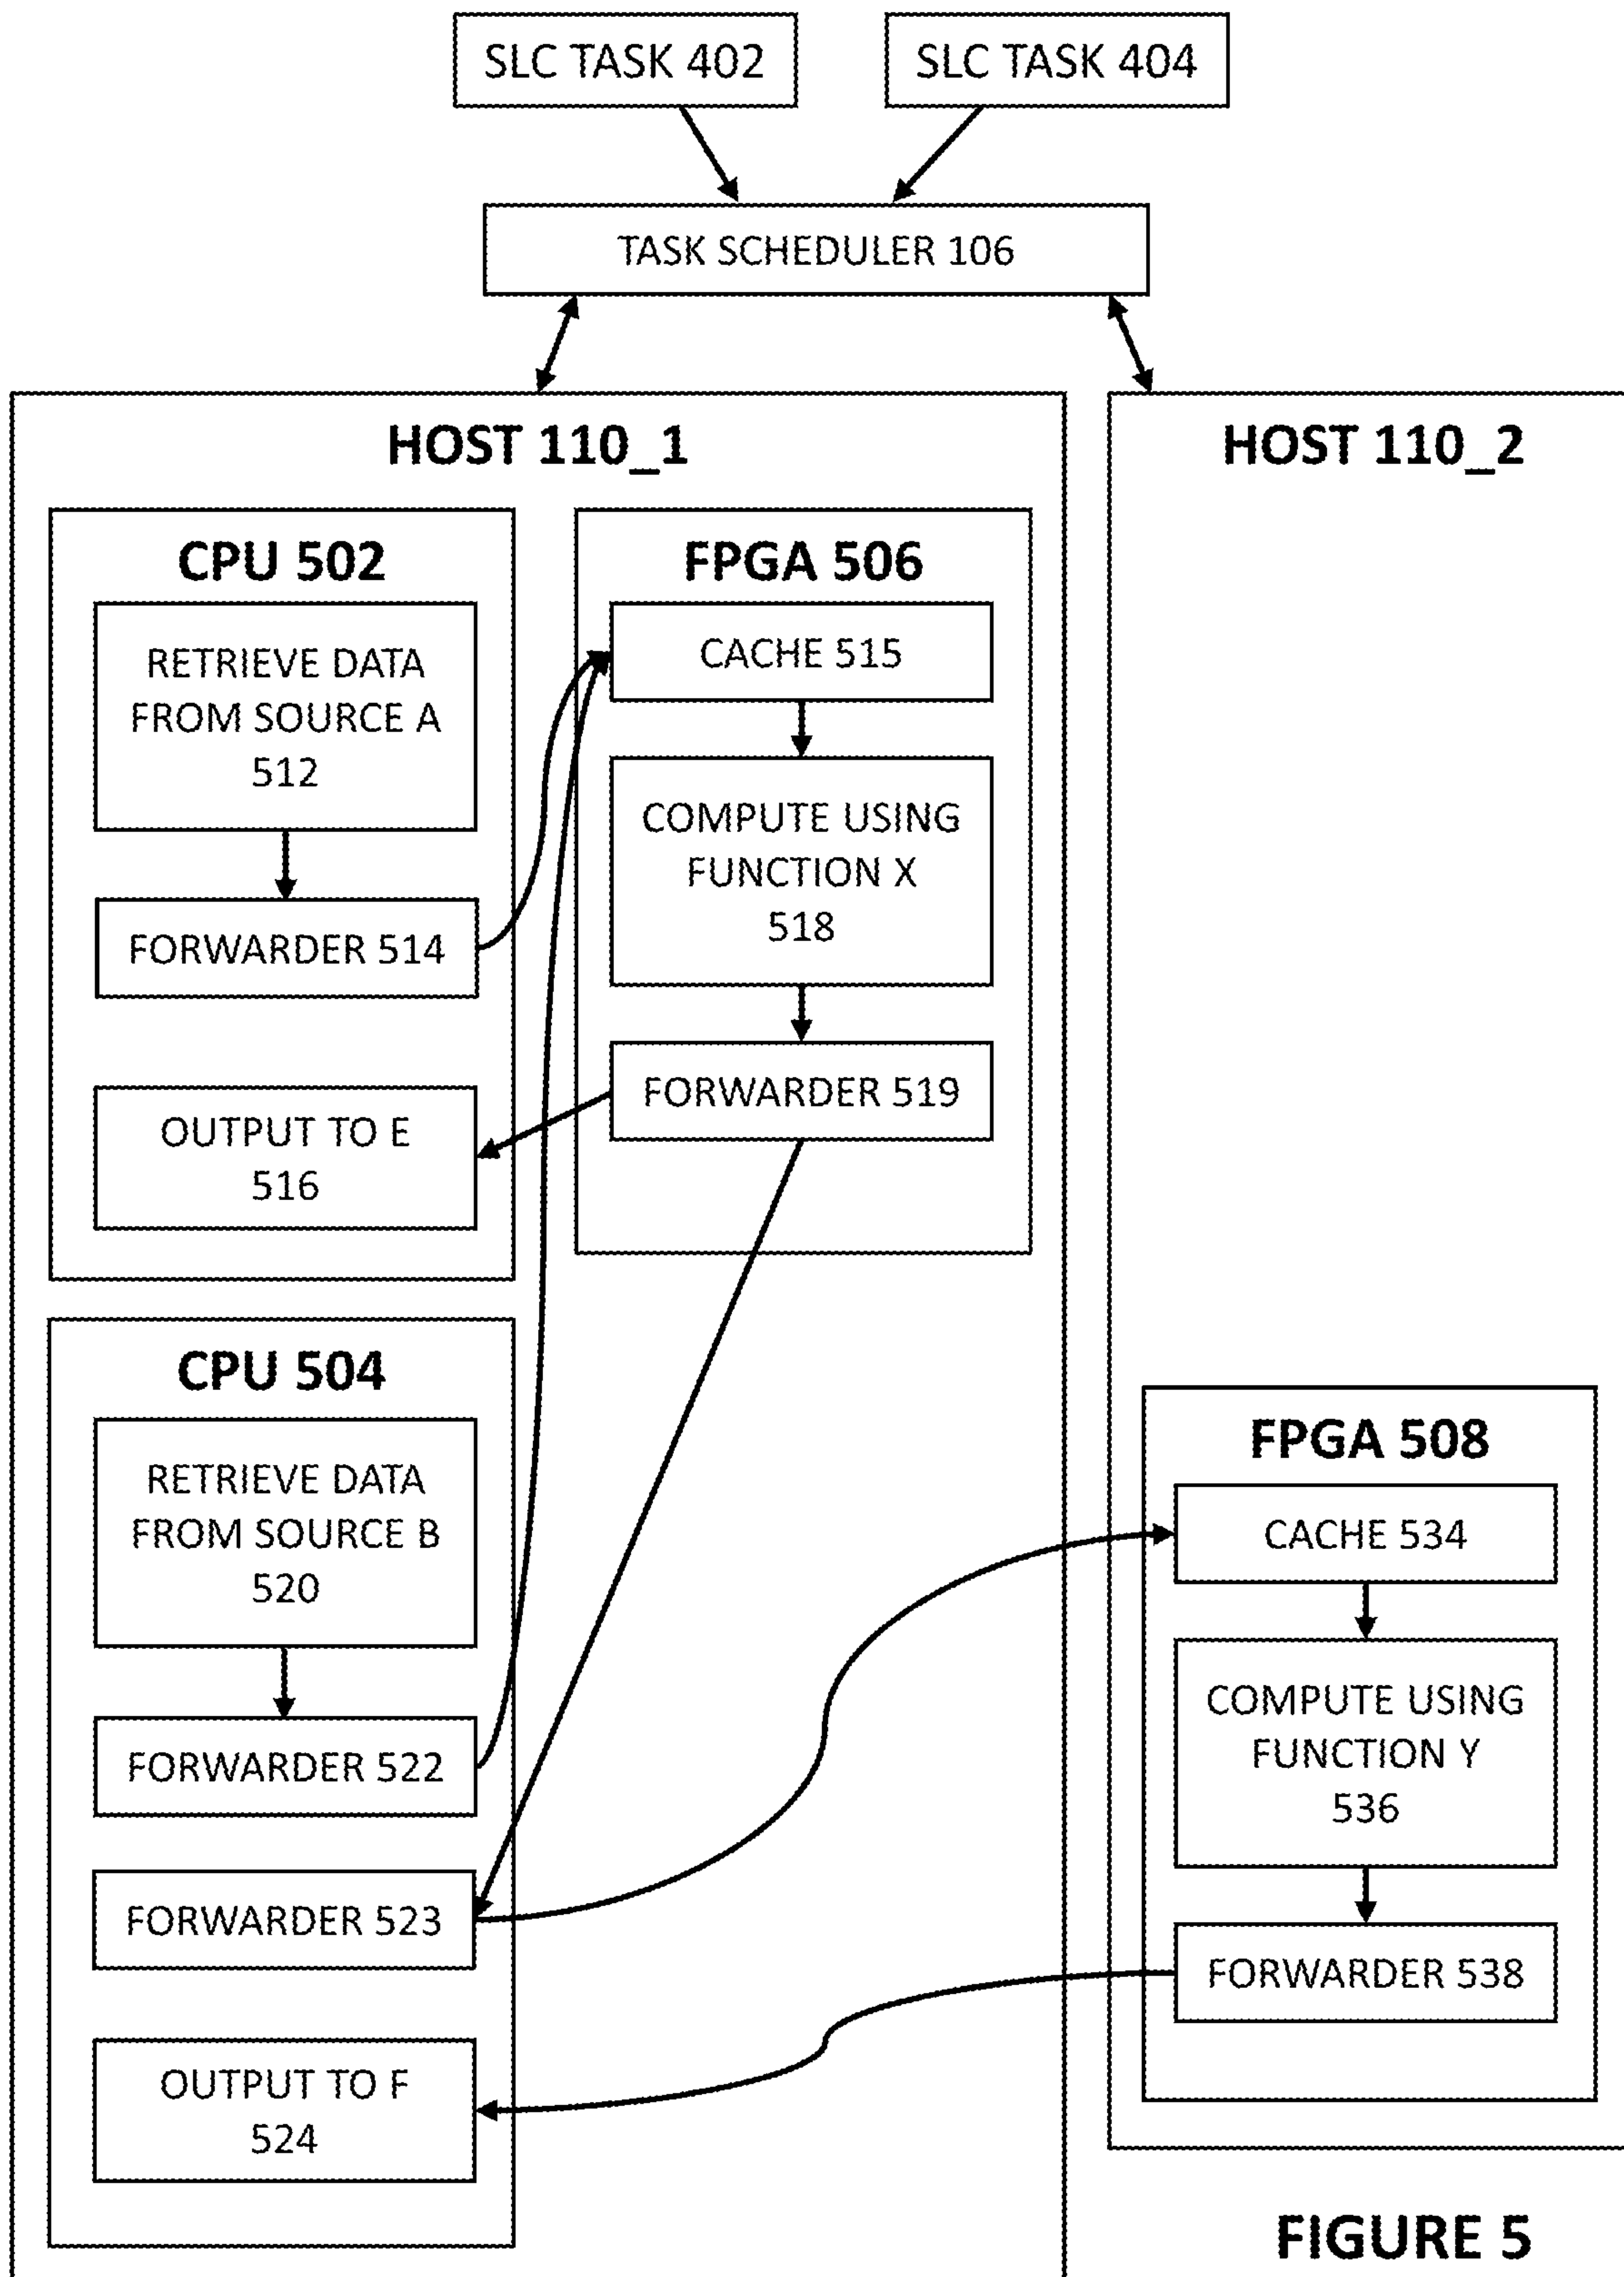 SLC TASK 402
SLC TASK 404
TASK SCHEDULER 106
HOST 110_1
CPU 502
RETRIEVE DATA
FROM SOURCE A
512
FORWARDER 514
OUTPUT TO E
516
FPGA 506
CACHE 515
COMPUTE USING
FUNCTION X
518
FORWARDER 519
CPU 504
RETRIEVE DATA
FROM SOURCE B
520
FORWARDER 522
FORWARDER 523
OUTPUT TO F
524
HOST 110_2
FPGA 508
CACHE 534
COMPUTE USING
FUNCTION Y
536
FORWARDER 538
FIGURE 5